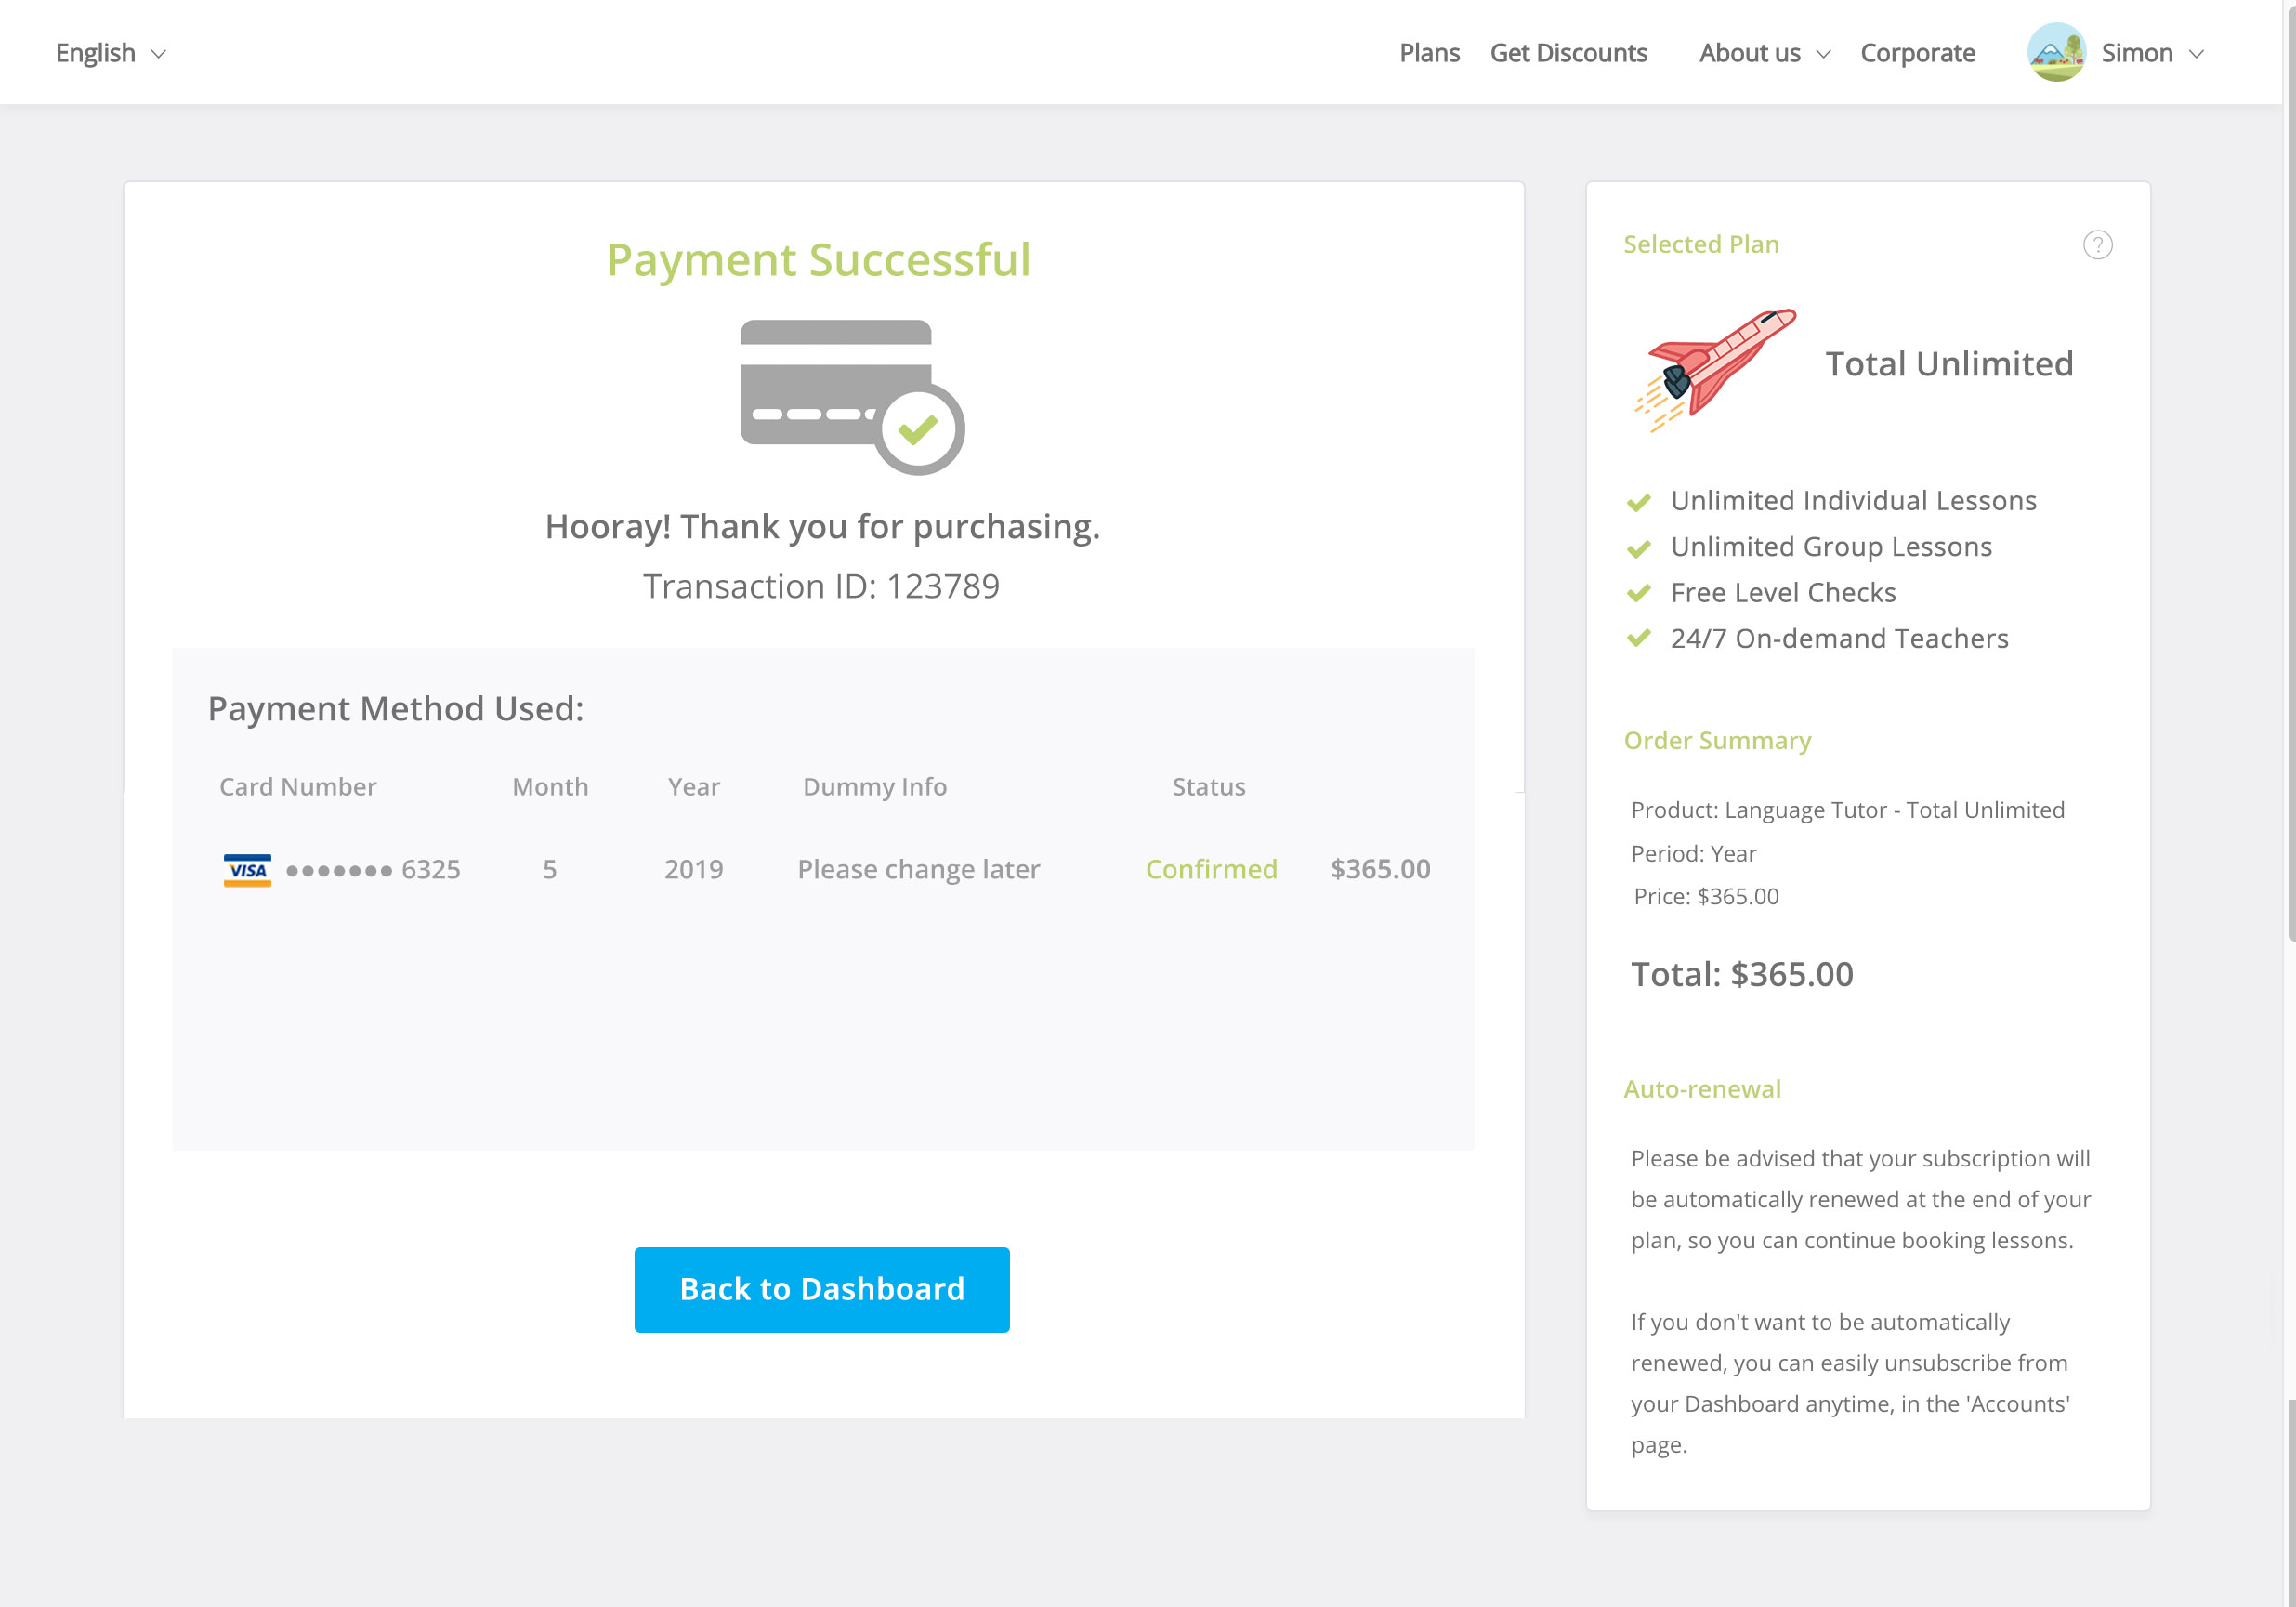 English
Plans Get Discounts About us Corporate Simon
Payment Successful
Hooray! Thank you for purchasing.
Transaction ID: 123789
Payment Method Used:
Card Number Month Year Dummy Info Status
VISA ●●●●●●● 6325 5 2019 Please change later Confirmed $365.00
Back to Dashboard
Selected Plan ?
Total Unlimited
Unlimited Individual Lessons
Unlimited Group Lessons
Free Level Checks
24/7 On-demand Teachers
Order Summary
Product: Language Tutor - Total Unlimited
Period: Year
Price: $365.00
Total: $365.00
Auto-renewal
Please be advised that your subscription will
be automatically renewed at the end of your
plan, so you can continue booking lessons.
If you don't want to be automatically
renewed, you can easily unsubscribe from
your Dashboard anytime, in the 'Accounts'
page.